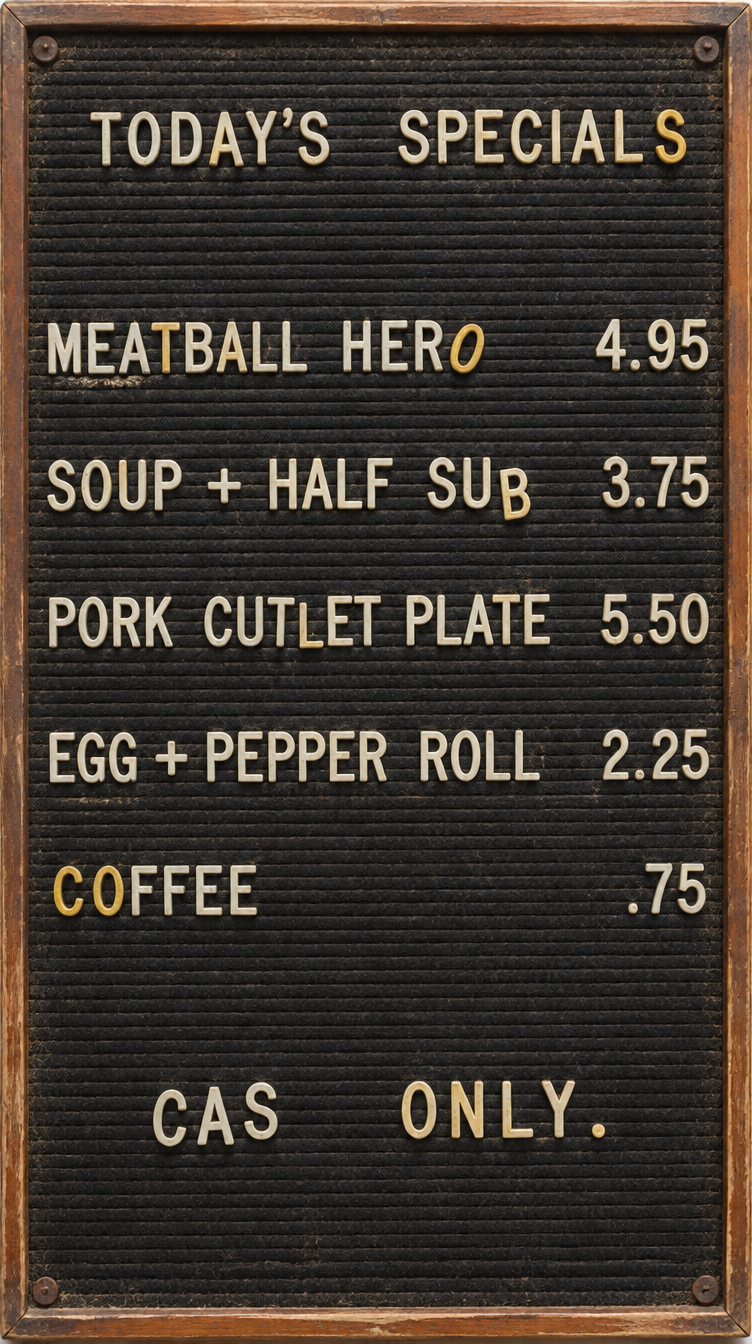 TODAY'S SPECIALS
MEATBALL HERO 4.95
SOUP + HALF SUB 3.75
PORK CUTLET PLATE 5.50
EGG + PEPPER ROLL 2.25
COFFEE .75
CAS ONLY.